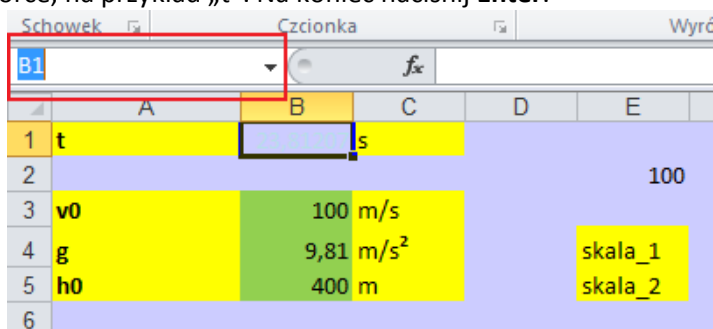 na przykład „t”. Na koniec naciśnij Enter.
Schowek Czcionka Wyró
B1 fx
A B C D E
1 t s
2 100
3 v0 100 m/s
4 g 9,81 m/s² skala_1
5 h0 400 m skala_2
6